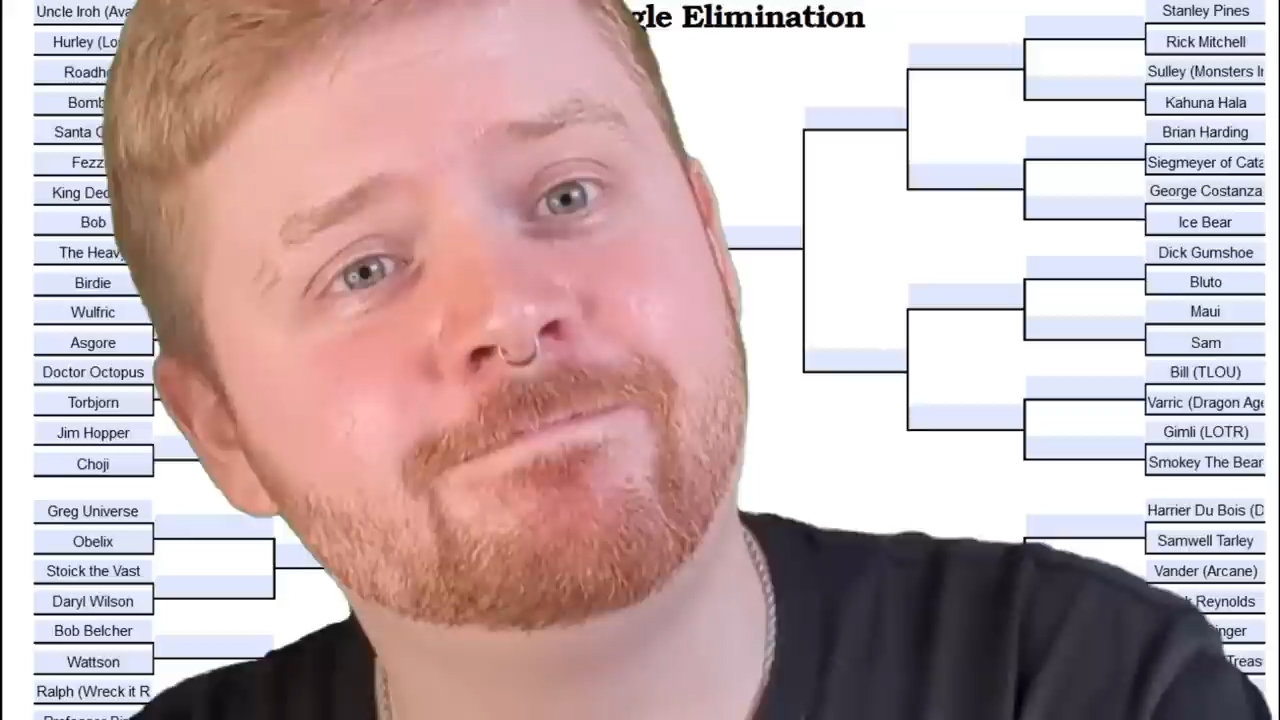 gle Elimination
Uncle Iroh (Ava
Hurley (Lo
Roadh
Bomb
Santa
Fezz
King Ded
Bob
The Heavy
Birdie
Wulfric
Asgore
Doctor Octopus
Torbjorn
Jim Hopper
Choji
Greg Universe
Obelix
Stoick the Vast
Daryl Wilson
Bob Belcher
Wattson
Ralph (Wreck it R
Stanley Pines
Rick Mitchell
Sulley (Monsters I
Kahuna Hala
Brian Harding
Siegmeyer of Cata
George Costanza
Ice Bear
Dick Gumshoe
Bluto
Maui
Sam
Bill (TLOU)
Varric (Dragon Age
Gimli (LOTR)
Smokey The Bear
Harrier Du Bois (D
Samwell Tarley
Vander (Arcane)
k Reynolds
inger
Treas